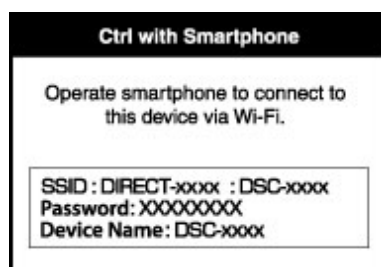 Ctrl with Smartphone
Operate smartphone to connect to
this device via Wi-Fi.
SSID : DIRECT-xxxx : DSC-xxxx
Password: XXXXXXXX
Device Name: DSC-xxxx